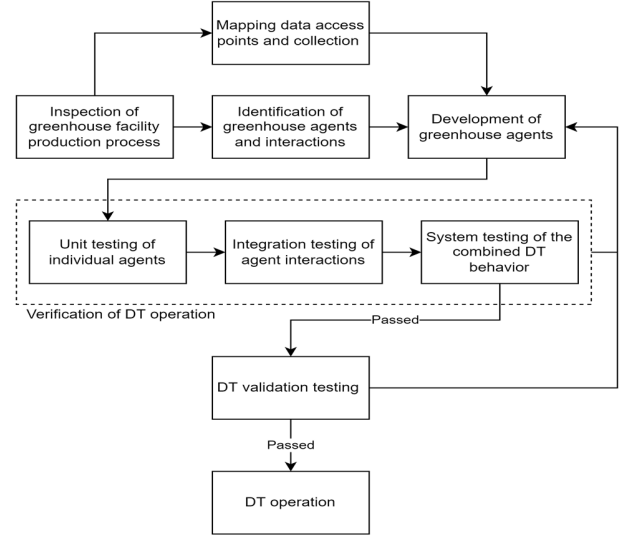 Mapping data access
points and collection
Inspection of
greenhouse facility
production process
Identification of
greenhouse agents
and interactions
Development of
greenhouse agents
Unit testing of
individual agents
Integration testing of
agent interactions
System testing of the
combined DT
behavior
Verification of DT operation
Passed
DT validation testing
Passed
DT operation